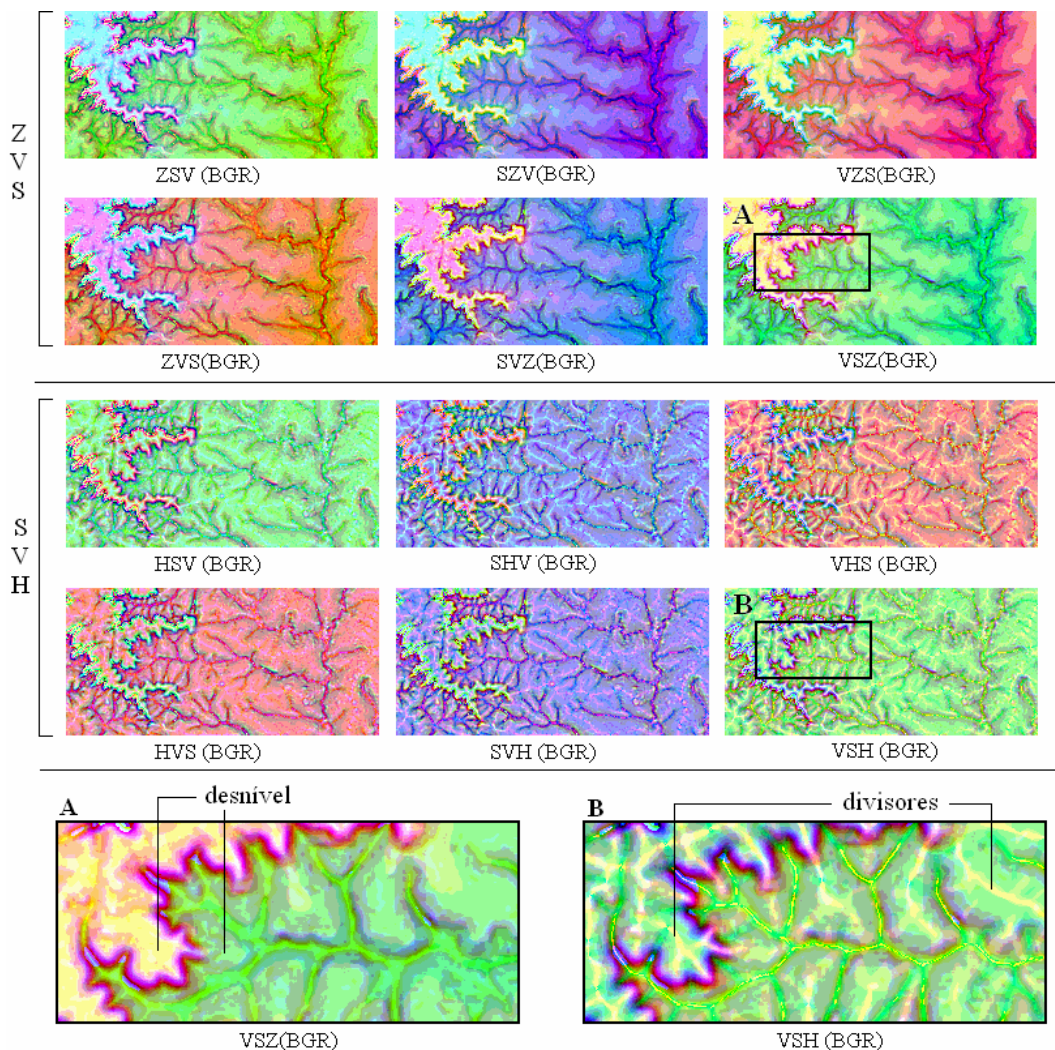 Z
V
S
ZSV (BGR)
SZV(BGR)
VZS(BGR)
A
ZVS(BGR)
SVZ(BGR)
VSZ(BGR)
S
V
H
HSV (BGR)
SHV (BGR)
VHS (BGR)
B
HVS (BGR)
SVH (BGR)
VSH (BGR)
A
desnível
B
divisores
VSZ(BGR)
VSH (BGR)